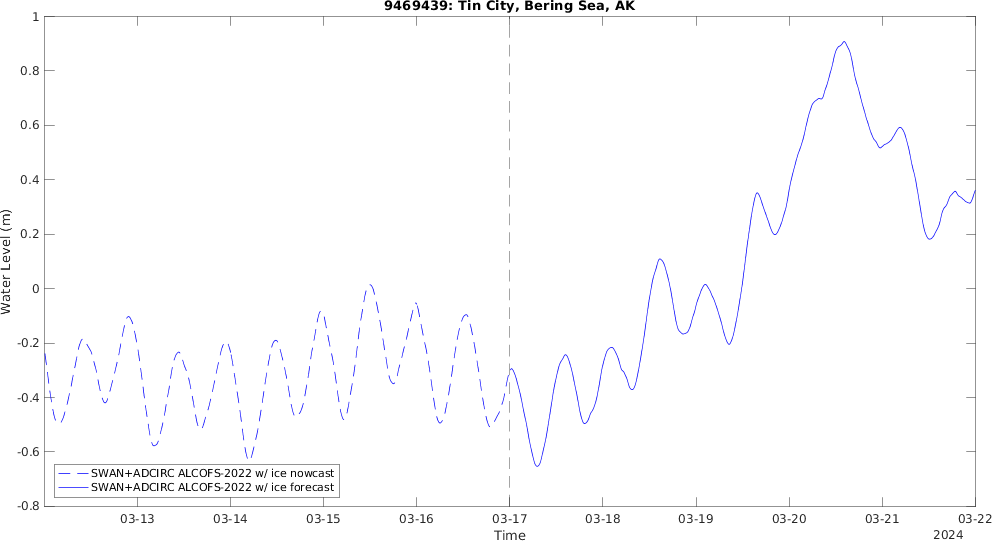 9469439: Tin City, Bering Sea, AK
Water Level (m)
1
0.8
0.6
0.4
0.2
0
-0.2
-0.4
-0.6
-0.8
SWAN+ADCIRC ALCOFS-2022 w/ ice nowcast
SWAN+ADCIRC ALCOFS-2022 w/ ice forecast
03-13 03-14 03-15 03-16 03-17 03-18 03-19 03-20 03-21 03-22
Time
2024